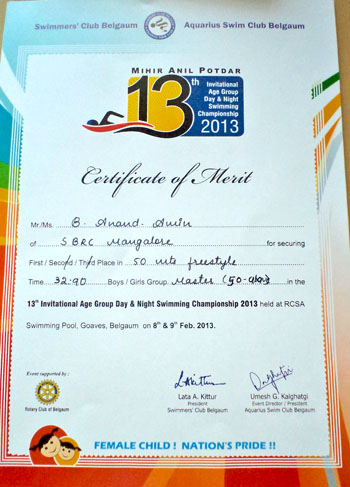 Swimmers' Club Belgaum Aquarius Swim Club Belgaum
MIHIR ANIL POTDAR
13th Invitational
Age Group
Day & Night
Swimming
Championship
2013
Certificate of Merit
Mr./Ms. B. Anand. Amin
of SBRC Mangalore for securing
First / Second / Third Place in 50 mts freestyle
Time 32.90 Boys / Girls Group Master (50-above) in the
13th Invitational Age Group Day & Night Swimming Championship 2013 held at RCSA
Swimming Pool, Goaves, Belgaum on 8th & 9th Feb. 2013.
Event supported by :
Rotary Club of Belgaum
Lata A. Kittur
President
Swimmers' Club Belgaum
Umesh G. Kalghatgi
Event Director / President
Aquarius Swim Club Belgaum
FEMALE CHILD ! NATION'S PRIDE !!